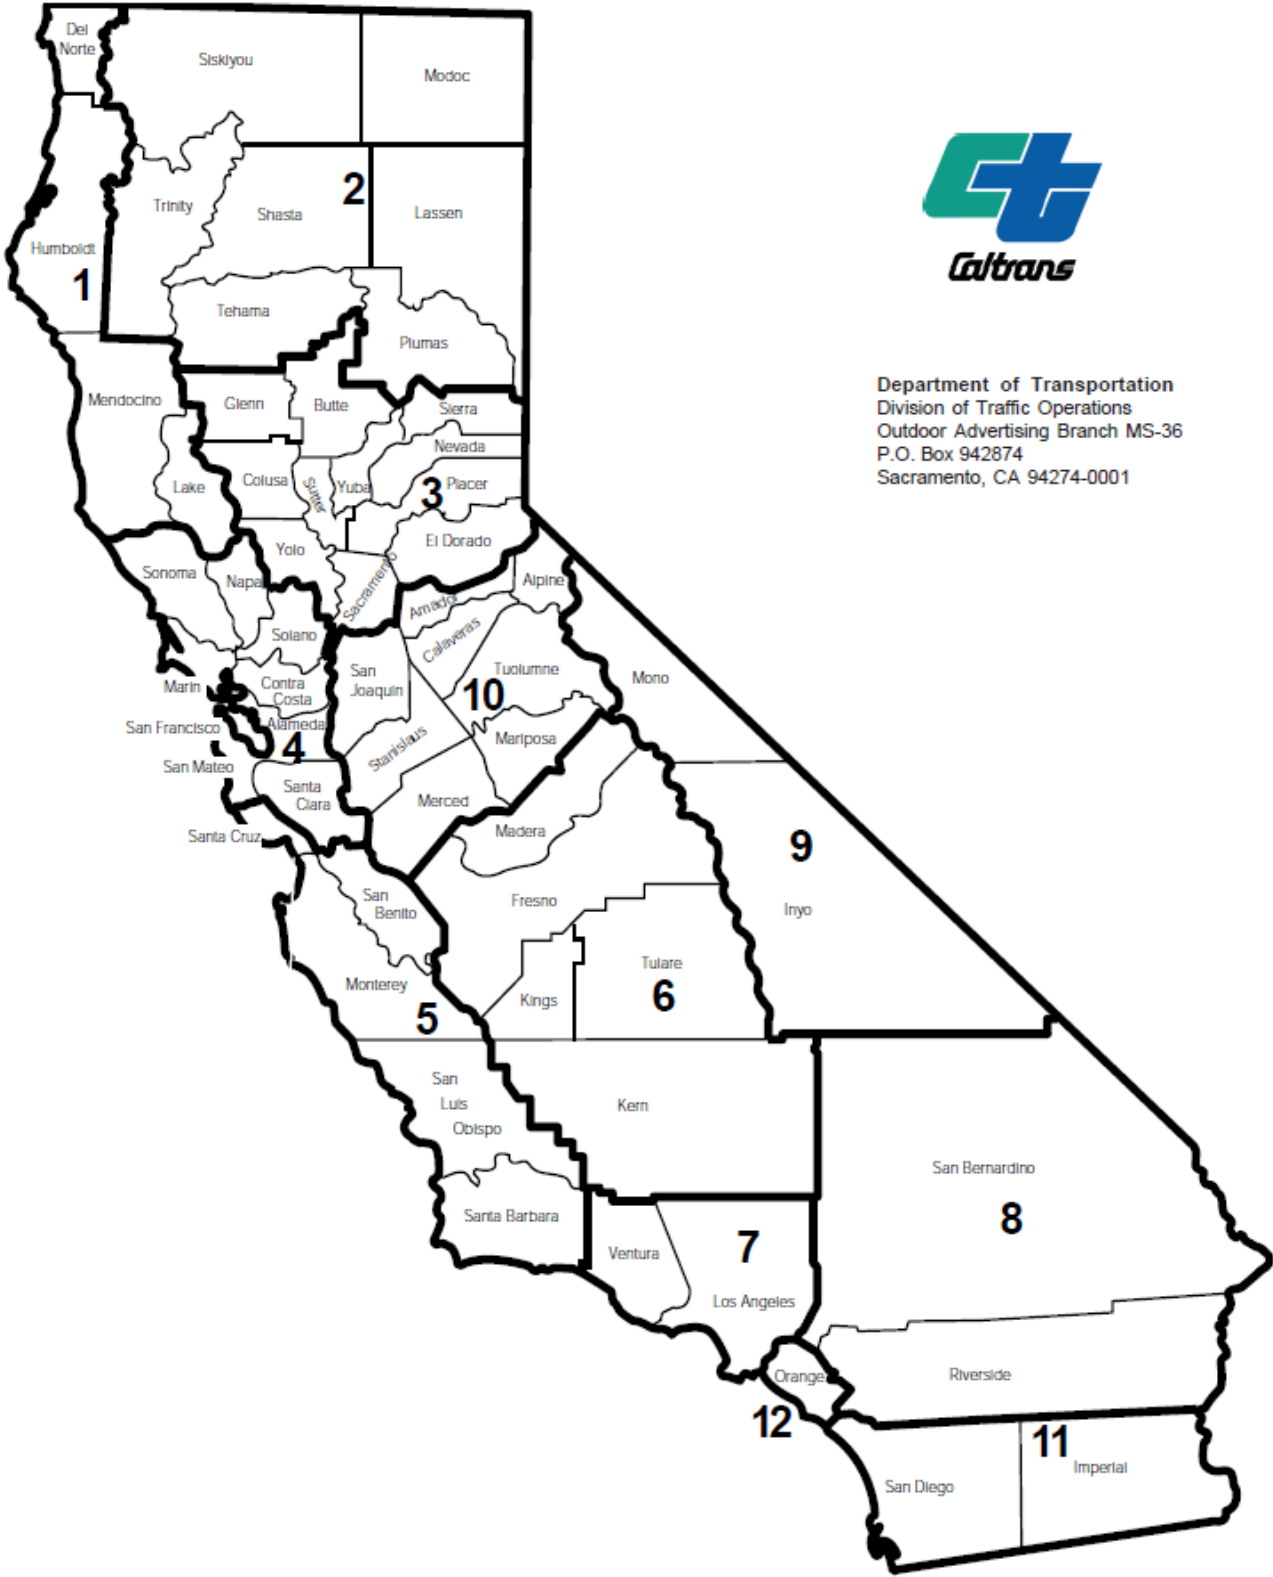 Del
Norte
Siskiyou
Modoc
Trinity
Shasta
2
Lassen
Humboldt
1
Caltrans
Tehama
Plumas
Department of Transportation
Division of Traffic Operations
Outdoor Advertising Branch MS-36
P.O. Box 942874
Sacramento, CA 94274-0001
Mendocino
Glenn
Butte
Sierra
Nevada
Lake
Colusa
Sutter
Yuba
3
Placer
Yolo
El Dorado
Sonoma
Napa
Sacramento
Amador
Alpine
Solano
Calaveras
Marin
Contra
Costa
San
Joaquin
Tuolumne
10
Mono
San Francisco
Alameda
4
Stanislaus
Mariposa
San Mateo
Santa
Clara
Merced
Santa Cruz
Madera
9
San
Benito
Fresno
Inyo
Monterey
5
Kings
Tulare
6
San
Luis
Obispo
Kern
San Bernardino
8
Santa Barbara
Ventura
7
Los Angeles
Orange
Riverside
12
11
San Diego
Imperial